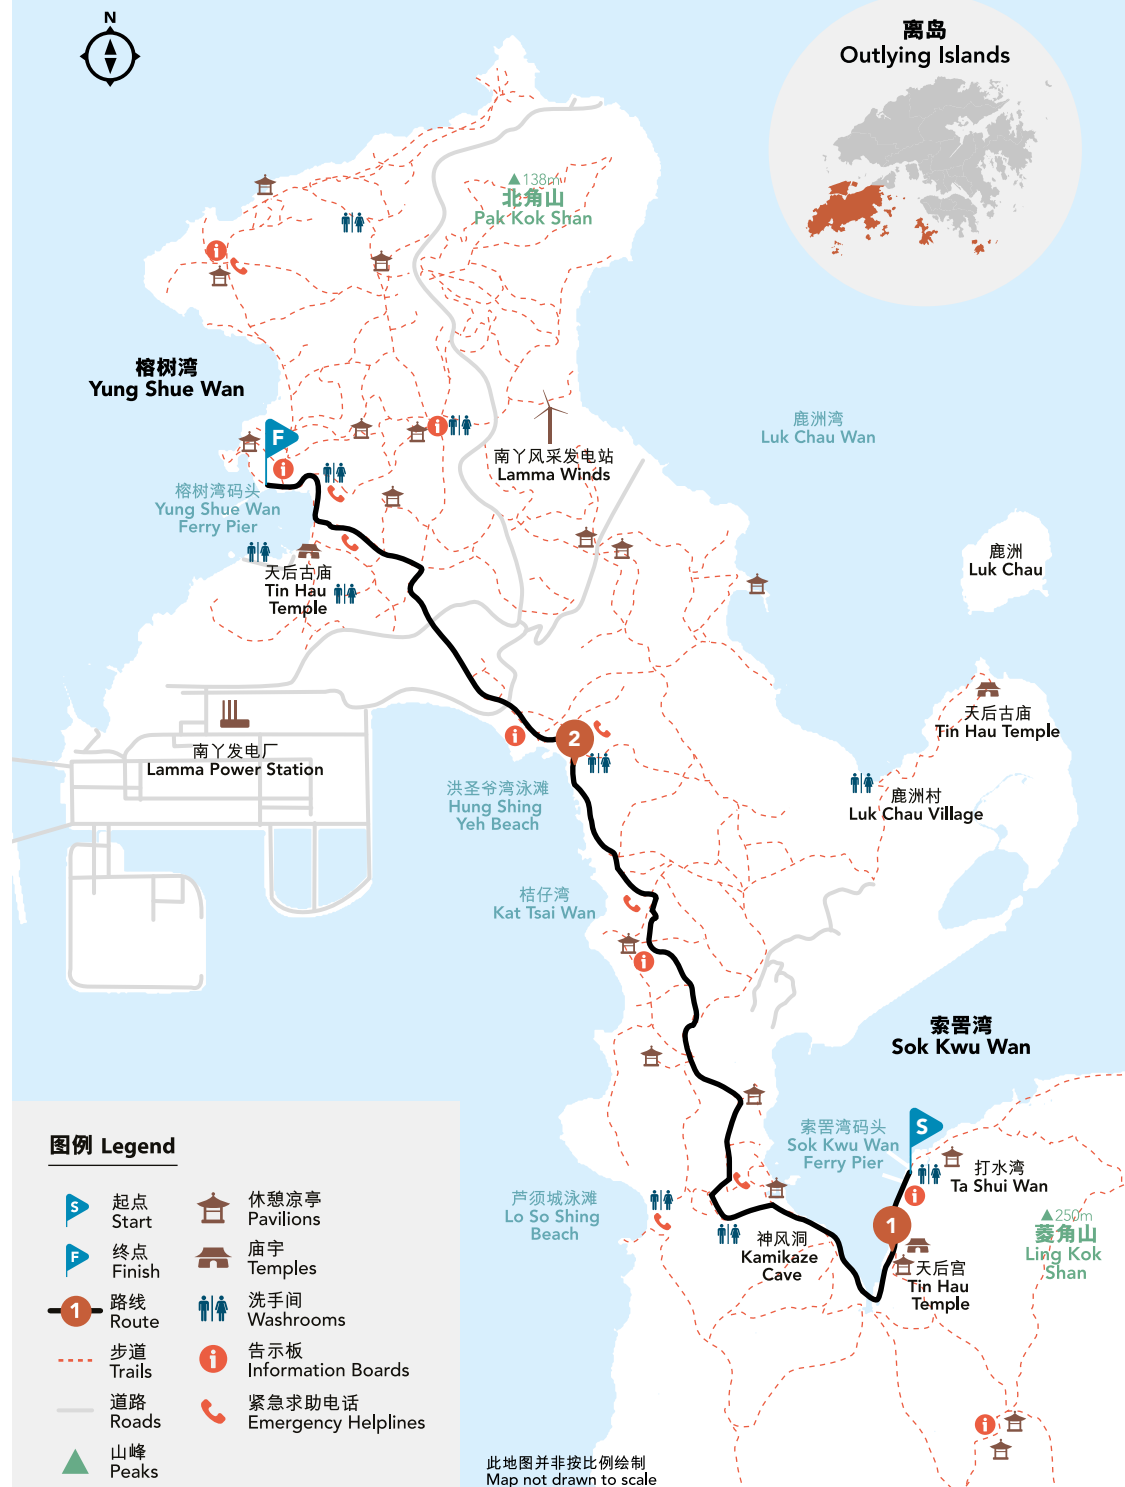 N
离岛
Outlying Islands
▲138m
北角山
Pak Kok Shan
榕树湾
Yung Shue Wan
F
鹿洲湾
Luk Chau Wan
南丫风采发电站
Lamma Winds
榕树湾码头
Yung Shue Wan
Ferry Pier
天后古庙
Tin Hau
Temple
鹿洲
Luk Chau
天后古庙
Tin Hau Temple
南丫发电厂
Lamma Power Station
2
洪圣爷湾泳滩
Hung Shing
Yeh Beach
鹿洲村
Luk Chau Village
桔仔湾
Kat Tsai Wan
索罟湾
Sok Kwu Wan
索罟湾码头
Sok Kwu Wan
Ferry Pier
S
打水湾
Ta Shui Wan
芦须城泳滩
Lo So Shing
Beach
神风洞
Kamikaze
Cave
1
天后宫
Tin Hau
Temple
▲250m
菱角山
Ling Kok
Shan
图例 Legend
S
起点
Start
休憩凉亭
Pavilions
F
终点
Finish
庙宇
Temples
1
路线
Route
洗手间
Washrooms
步道
Trails
i
告示板
Information Boards
道路
Roads
紧急求助电话
Emergency Helplines
山峰
Peaks
此地图并非按比例绘制
Map not drawn to scale